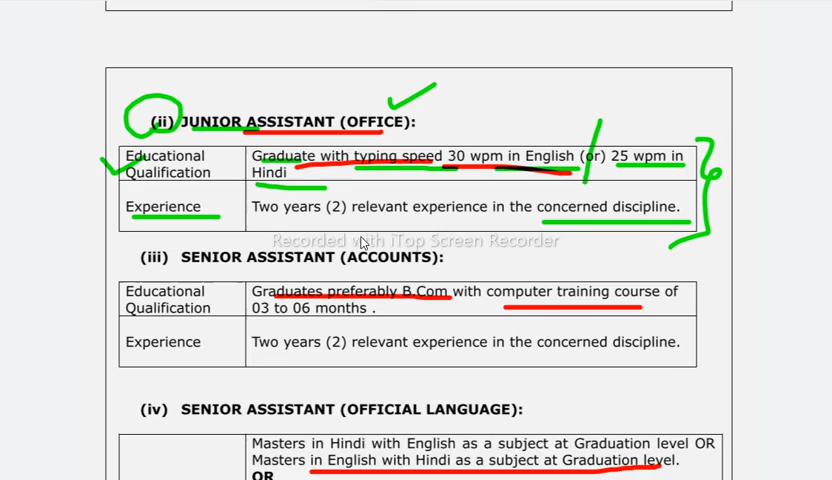 (ii) JUNIOR ASSISTANT (OFFICE):
Educational Qualification
Graduate with typing speed 30 wpm in English (or) 25 wpm in
Hindi
Experience
Two years (2) relevant experience in the concerned discipline.
Recorded with iTop Screen Recorder
(iii) SENIOR ASSISTANT (ACCOUNTS):
Educational Qualification
Graduates preferably B.Com with computer training course of
03 to 06 months .
Experience
Two years (2) relevant experience in the concerned discipline.
(iv) SENIOR ASSISTANT (OFFICIAL LANGUAGE):
Masters in Hindi with English as a subject at Graduation level OR
Masters in English with Hindi as a subject at Graduation level.
OR